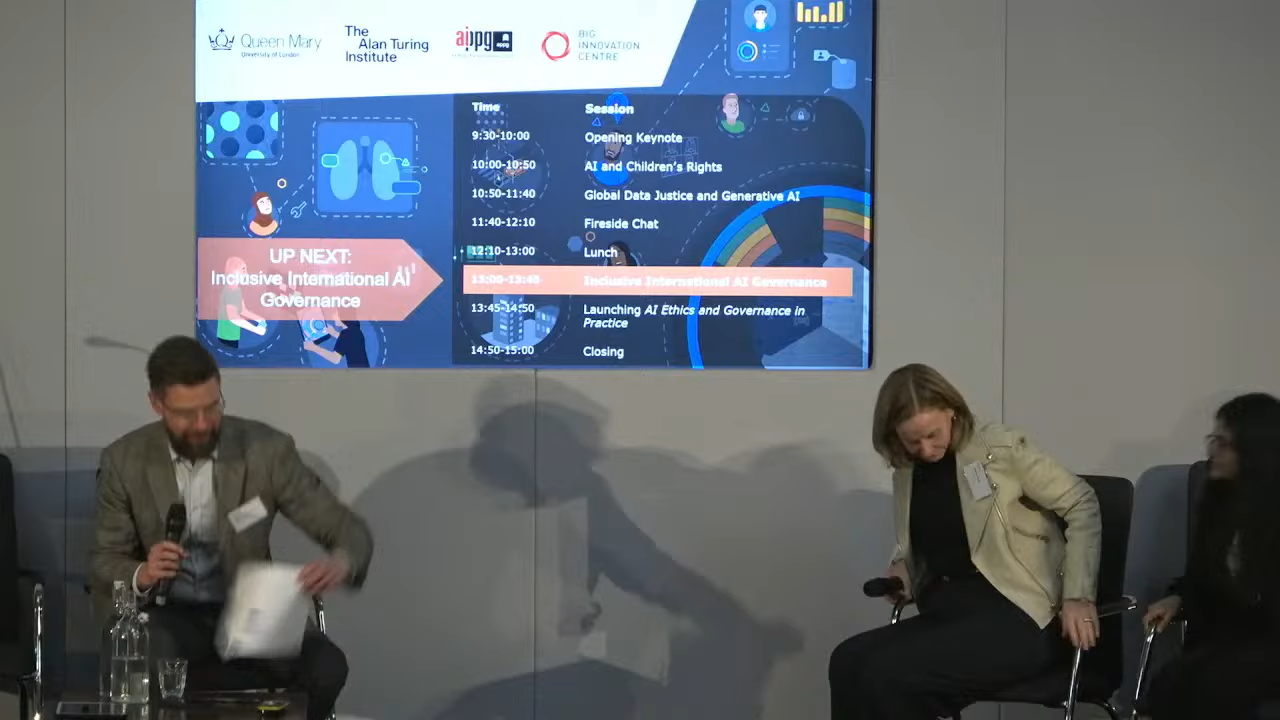 Queen Mary
University of London
The
Alan Turing
Institute
appg
BIG
INNOVATION
CENTRE
Time Session
9:30-10:00 Opening Keynote
10:00-10:50 AI and Children's Rights
10:50-11:40 Global Data Justice and Generative AI
11:40-12:10 Fireside Chat
12:10-13:00 Lunch
13:00-13:40 Inclusive International AI Governance
13:45-14:50 Launching AI Ethics and Governance in
Practice
14:50-15:00 Closing
UP NEXT:
Inclusive International AI
Governance